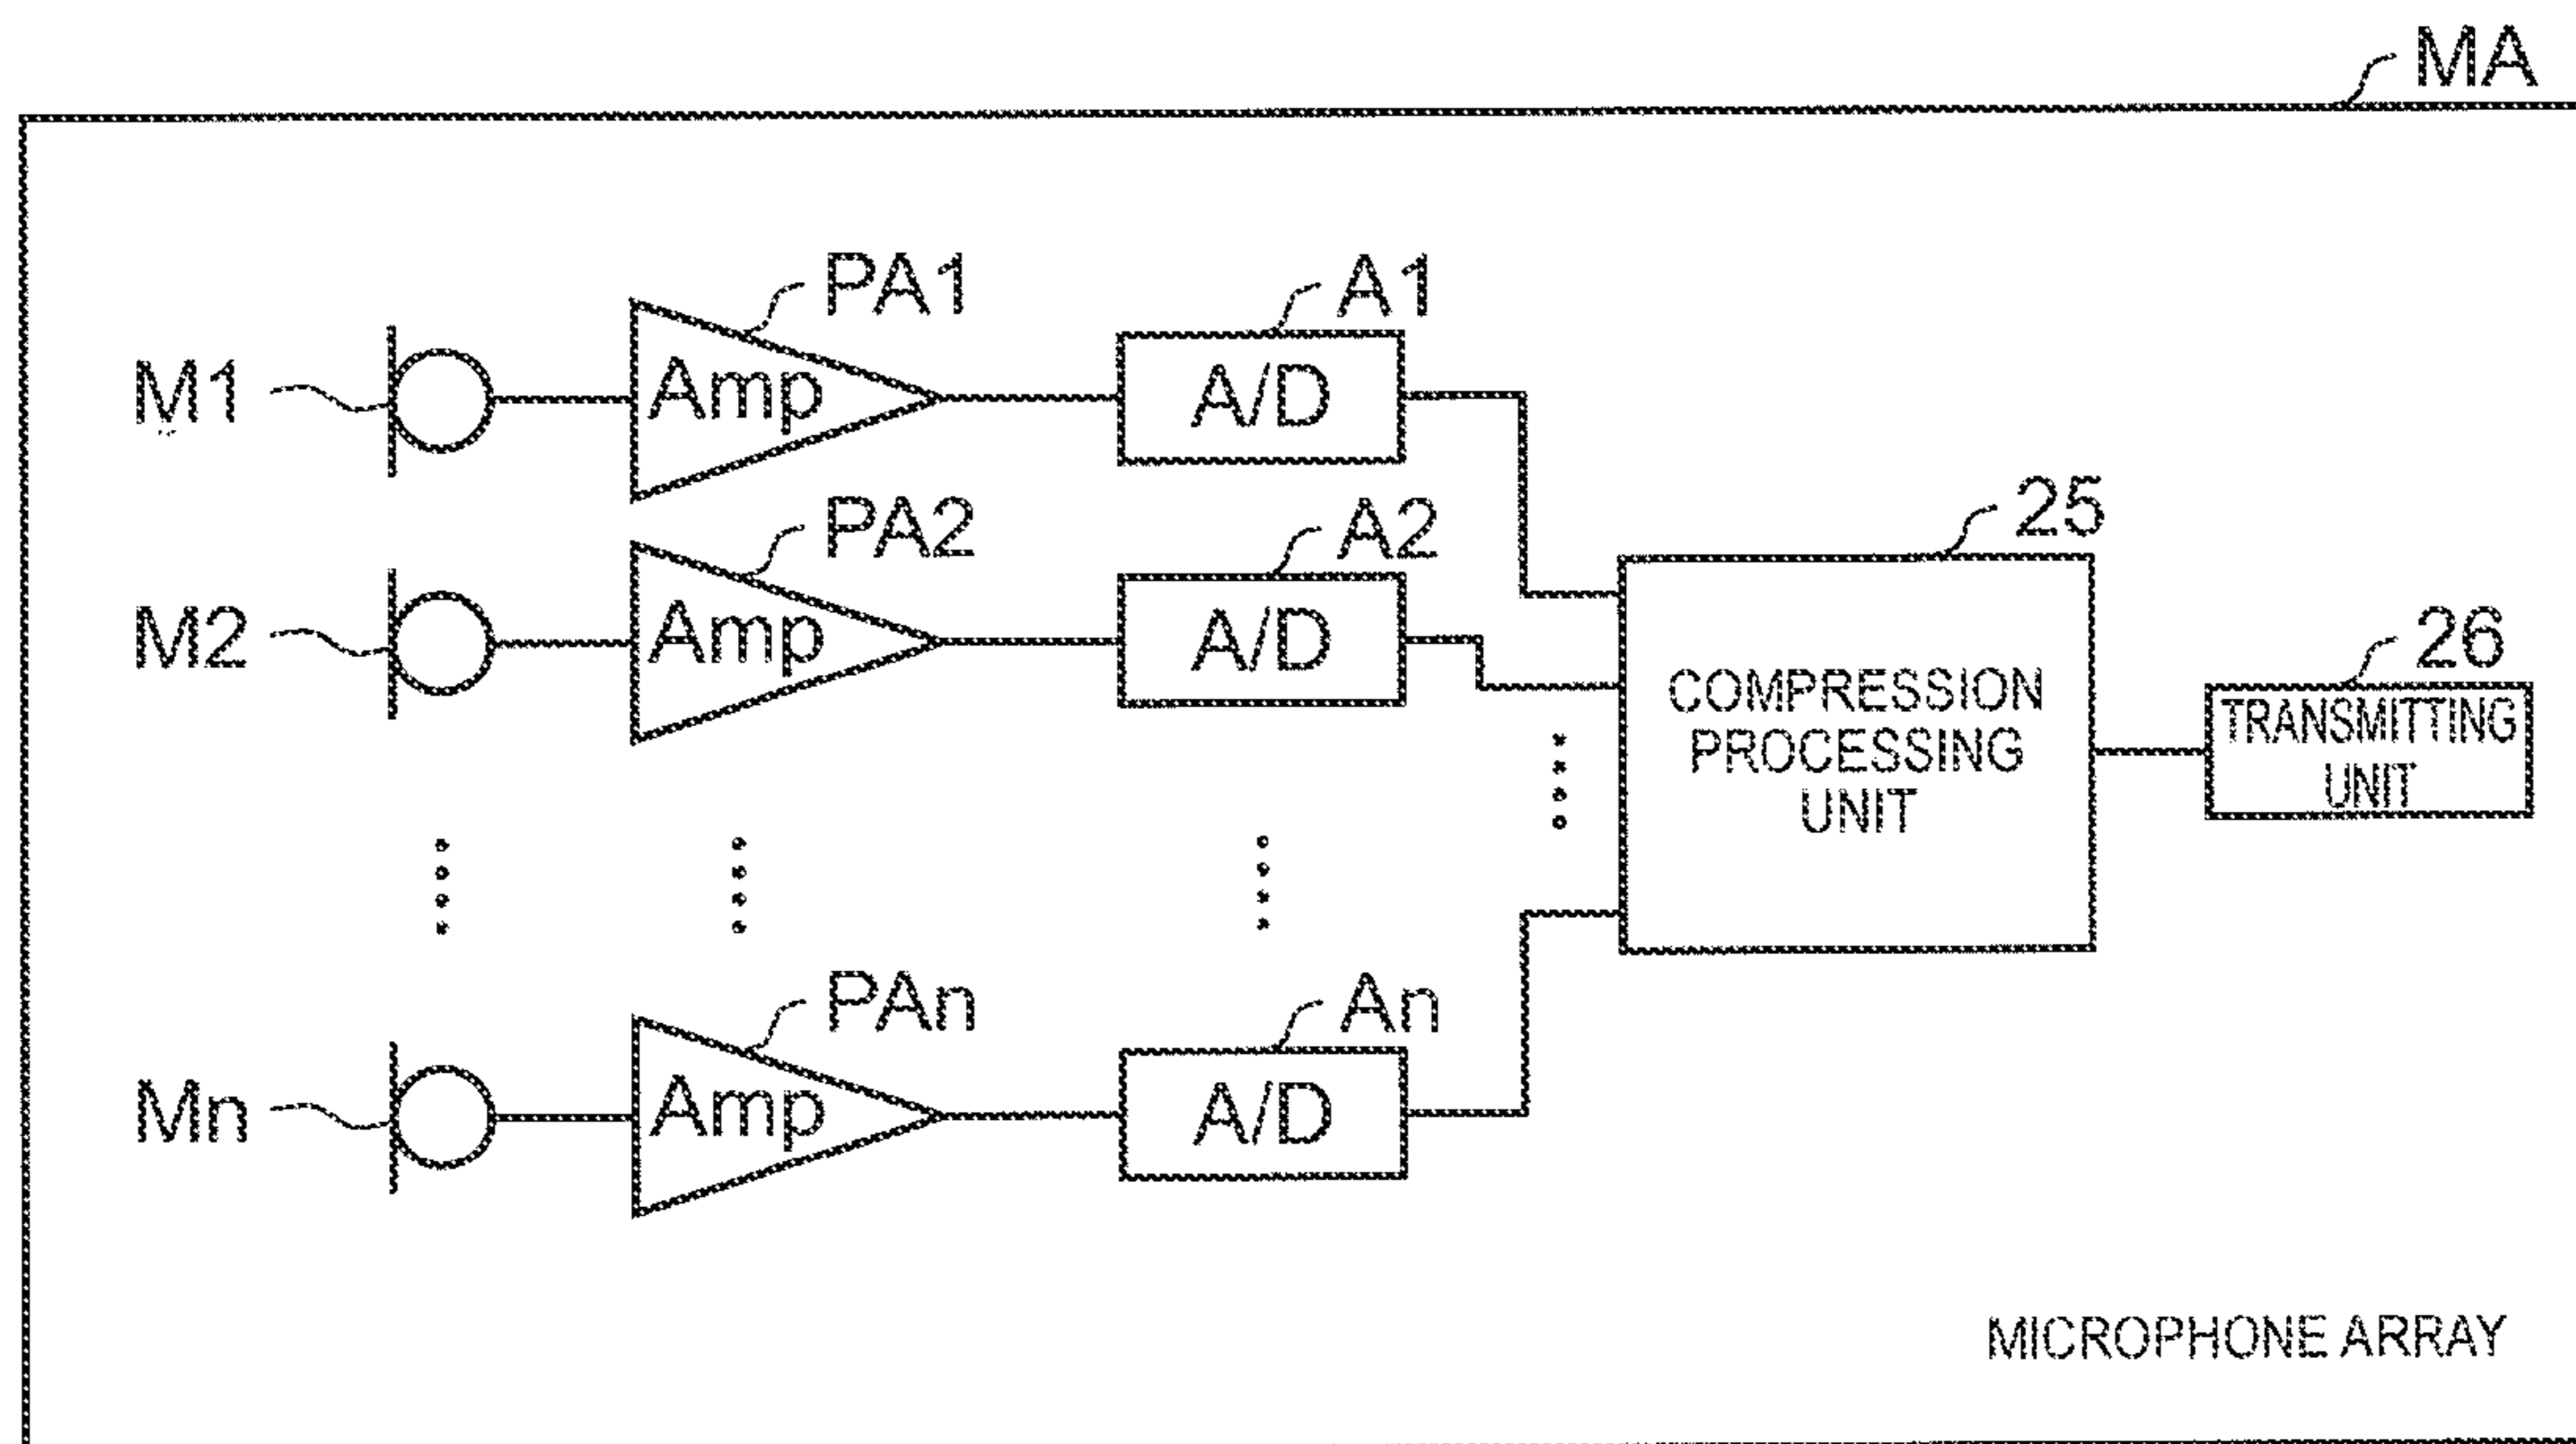 MA
PA1
A1
M1
Amp
A/D
PA2
A2
25
M2
Amp
A/D
26
COMPRESSION
PROCESSING
UNIT
TRANSMITTING
UNIT
PAn
An
Mn
Amp
A/D
MICROPHONE ARRAY